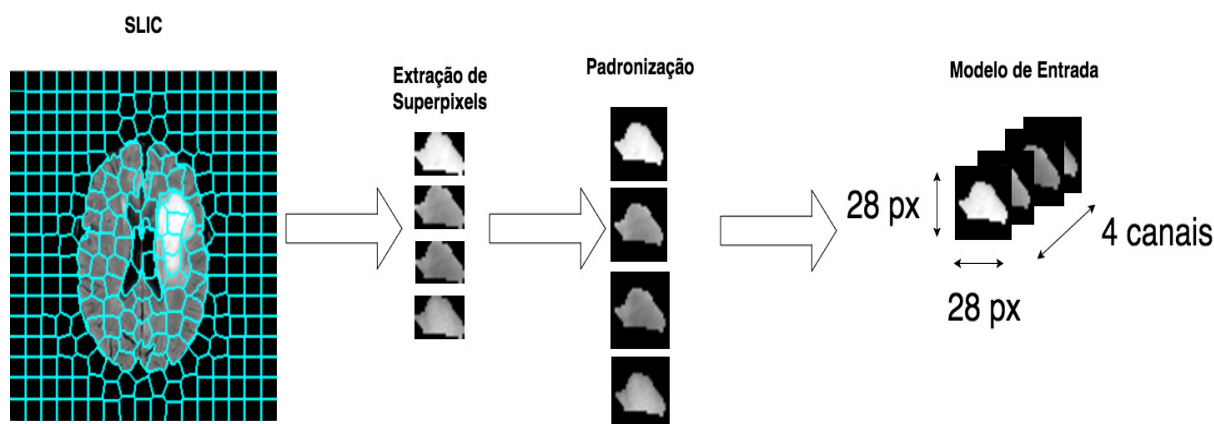 SLIC
Extração de
Superpixels
Padronização
Modelo de Entrada
28 px
4 canais
28 px